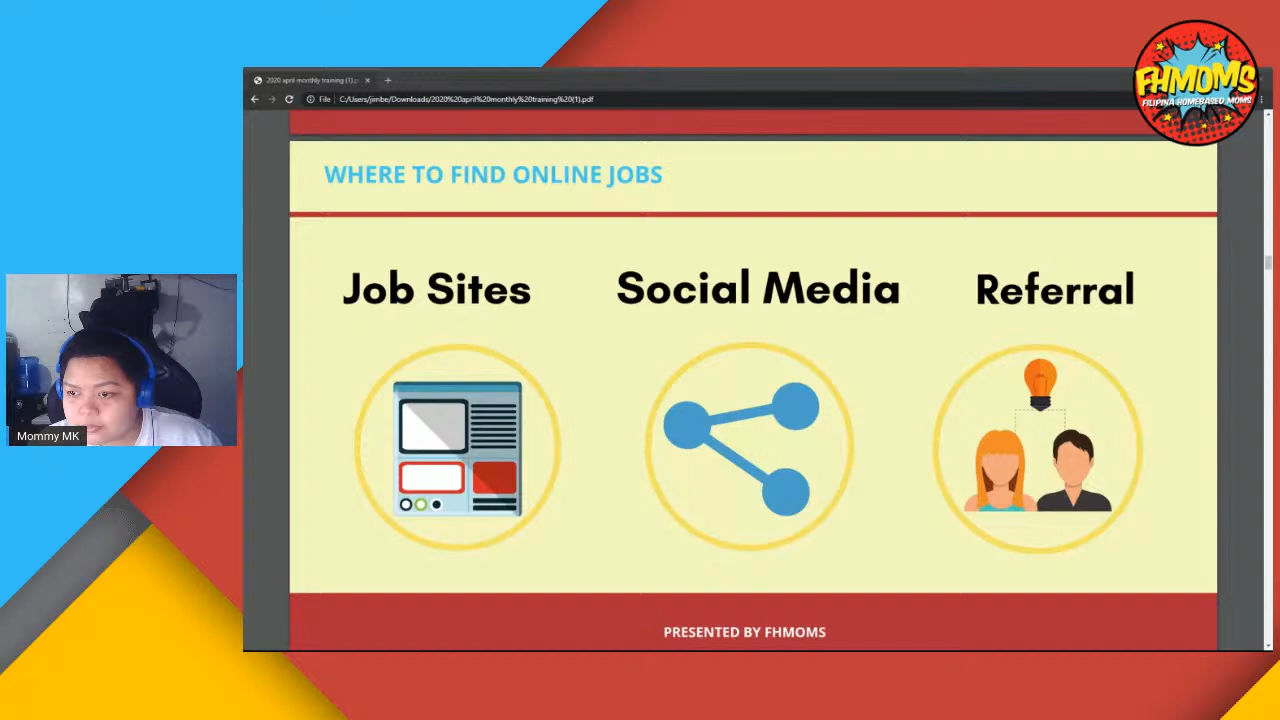 FHMOMS
FILIPINA HOMEBASED MOMS
2020 april monthly training (1).p
File
C:/Users/jimbe/Downloads/2020%20april%20monthly%20training%20(1).pdf
WHERE TO FIND ONLINE JOBS
Job Sites
Social Media
Referral
Mommy MK
PRESENTED BY FHMOMS